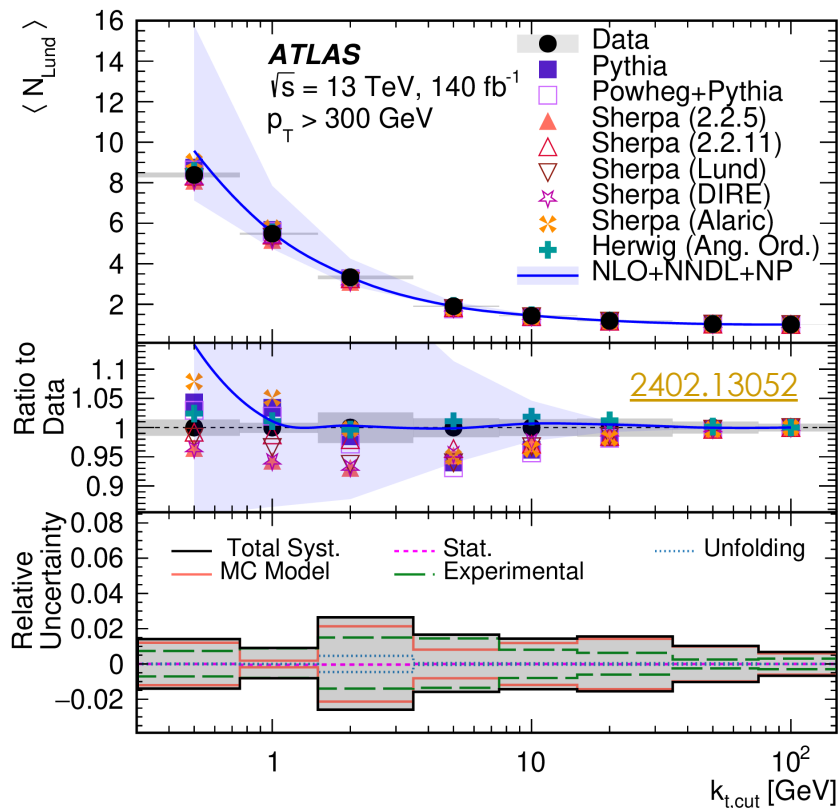 ⟨ N_Lund ⟩
16
14
12
10
8
6
4
2
ATLAS
√s = 13 TeV, 140 fb⁻¹
p_T > 300 GeV
Data
Pythia
Powheg+Pythia
Sherpa (2.2.5)
Sherpa (2.2.11)
Sherpa (Lund)
Sherpa (DIRE)
Sherpa (Alaric)
Herwig (Ang. Ord.)
NLO+NNDL+NP
Ratio to
Data
1.1
1.05
1
0.95
0.9
2402.13052
Relative
Uncertainty
0.08
0.06
0.04
0.02
0
−0.02
Total Syst.
Stat.
Unfolding
MC Model
Experimental
1
10
10²
k_t,cut [GeV]